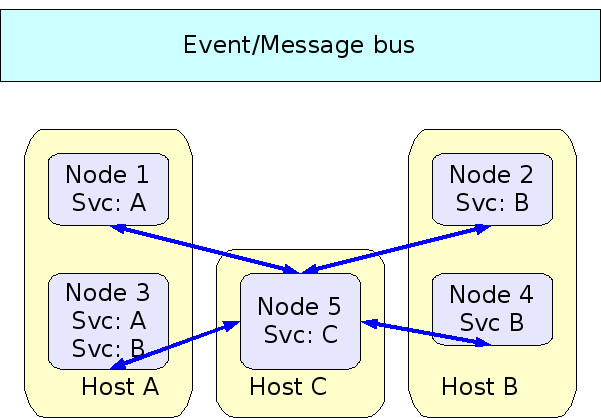 Event/Message bus
Node 1
Svc: A
Node 2
Svc: B
Node 3
Svc: A
Svc: B
Node 5
Svc: C
Node 4
Svc B
Host A
Host C
Host B